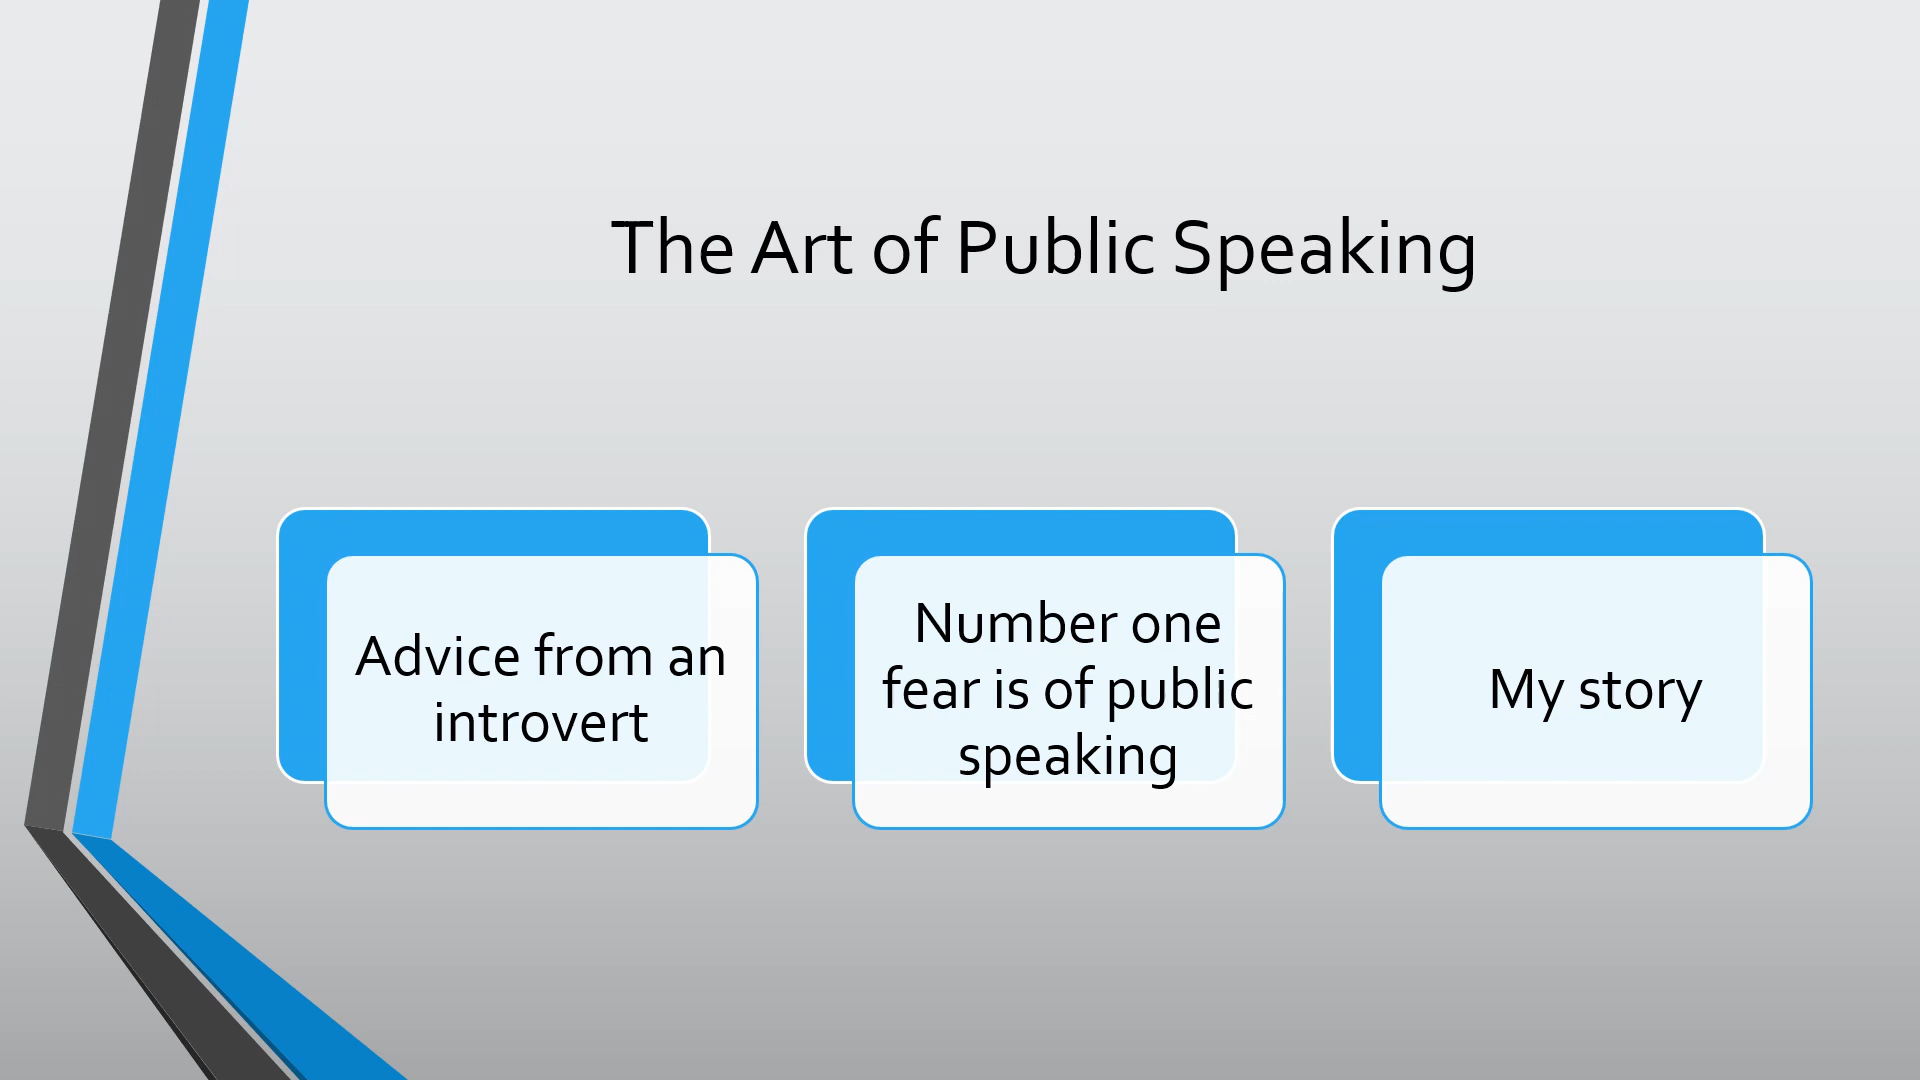 The Art of Public Speaking
Advice from an
introvert
Number one
fear is of public
speaking
My story